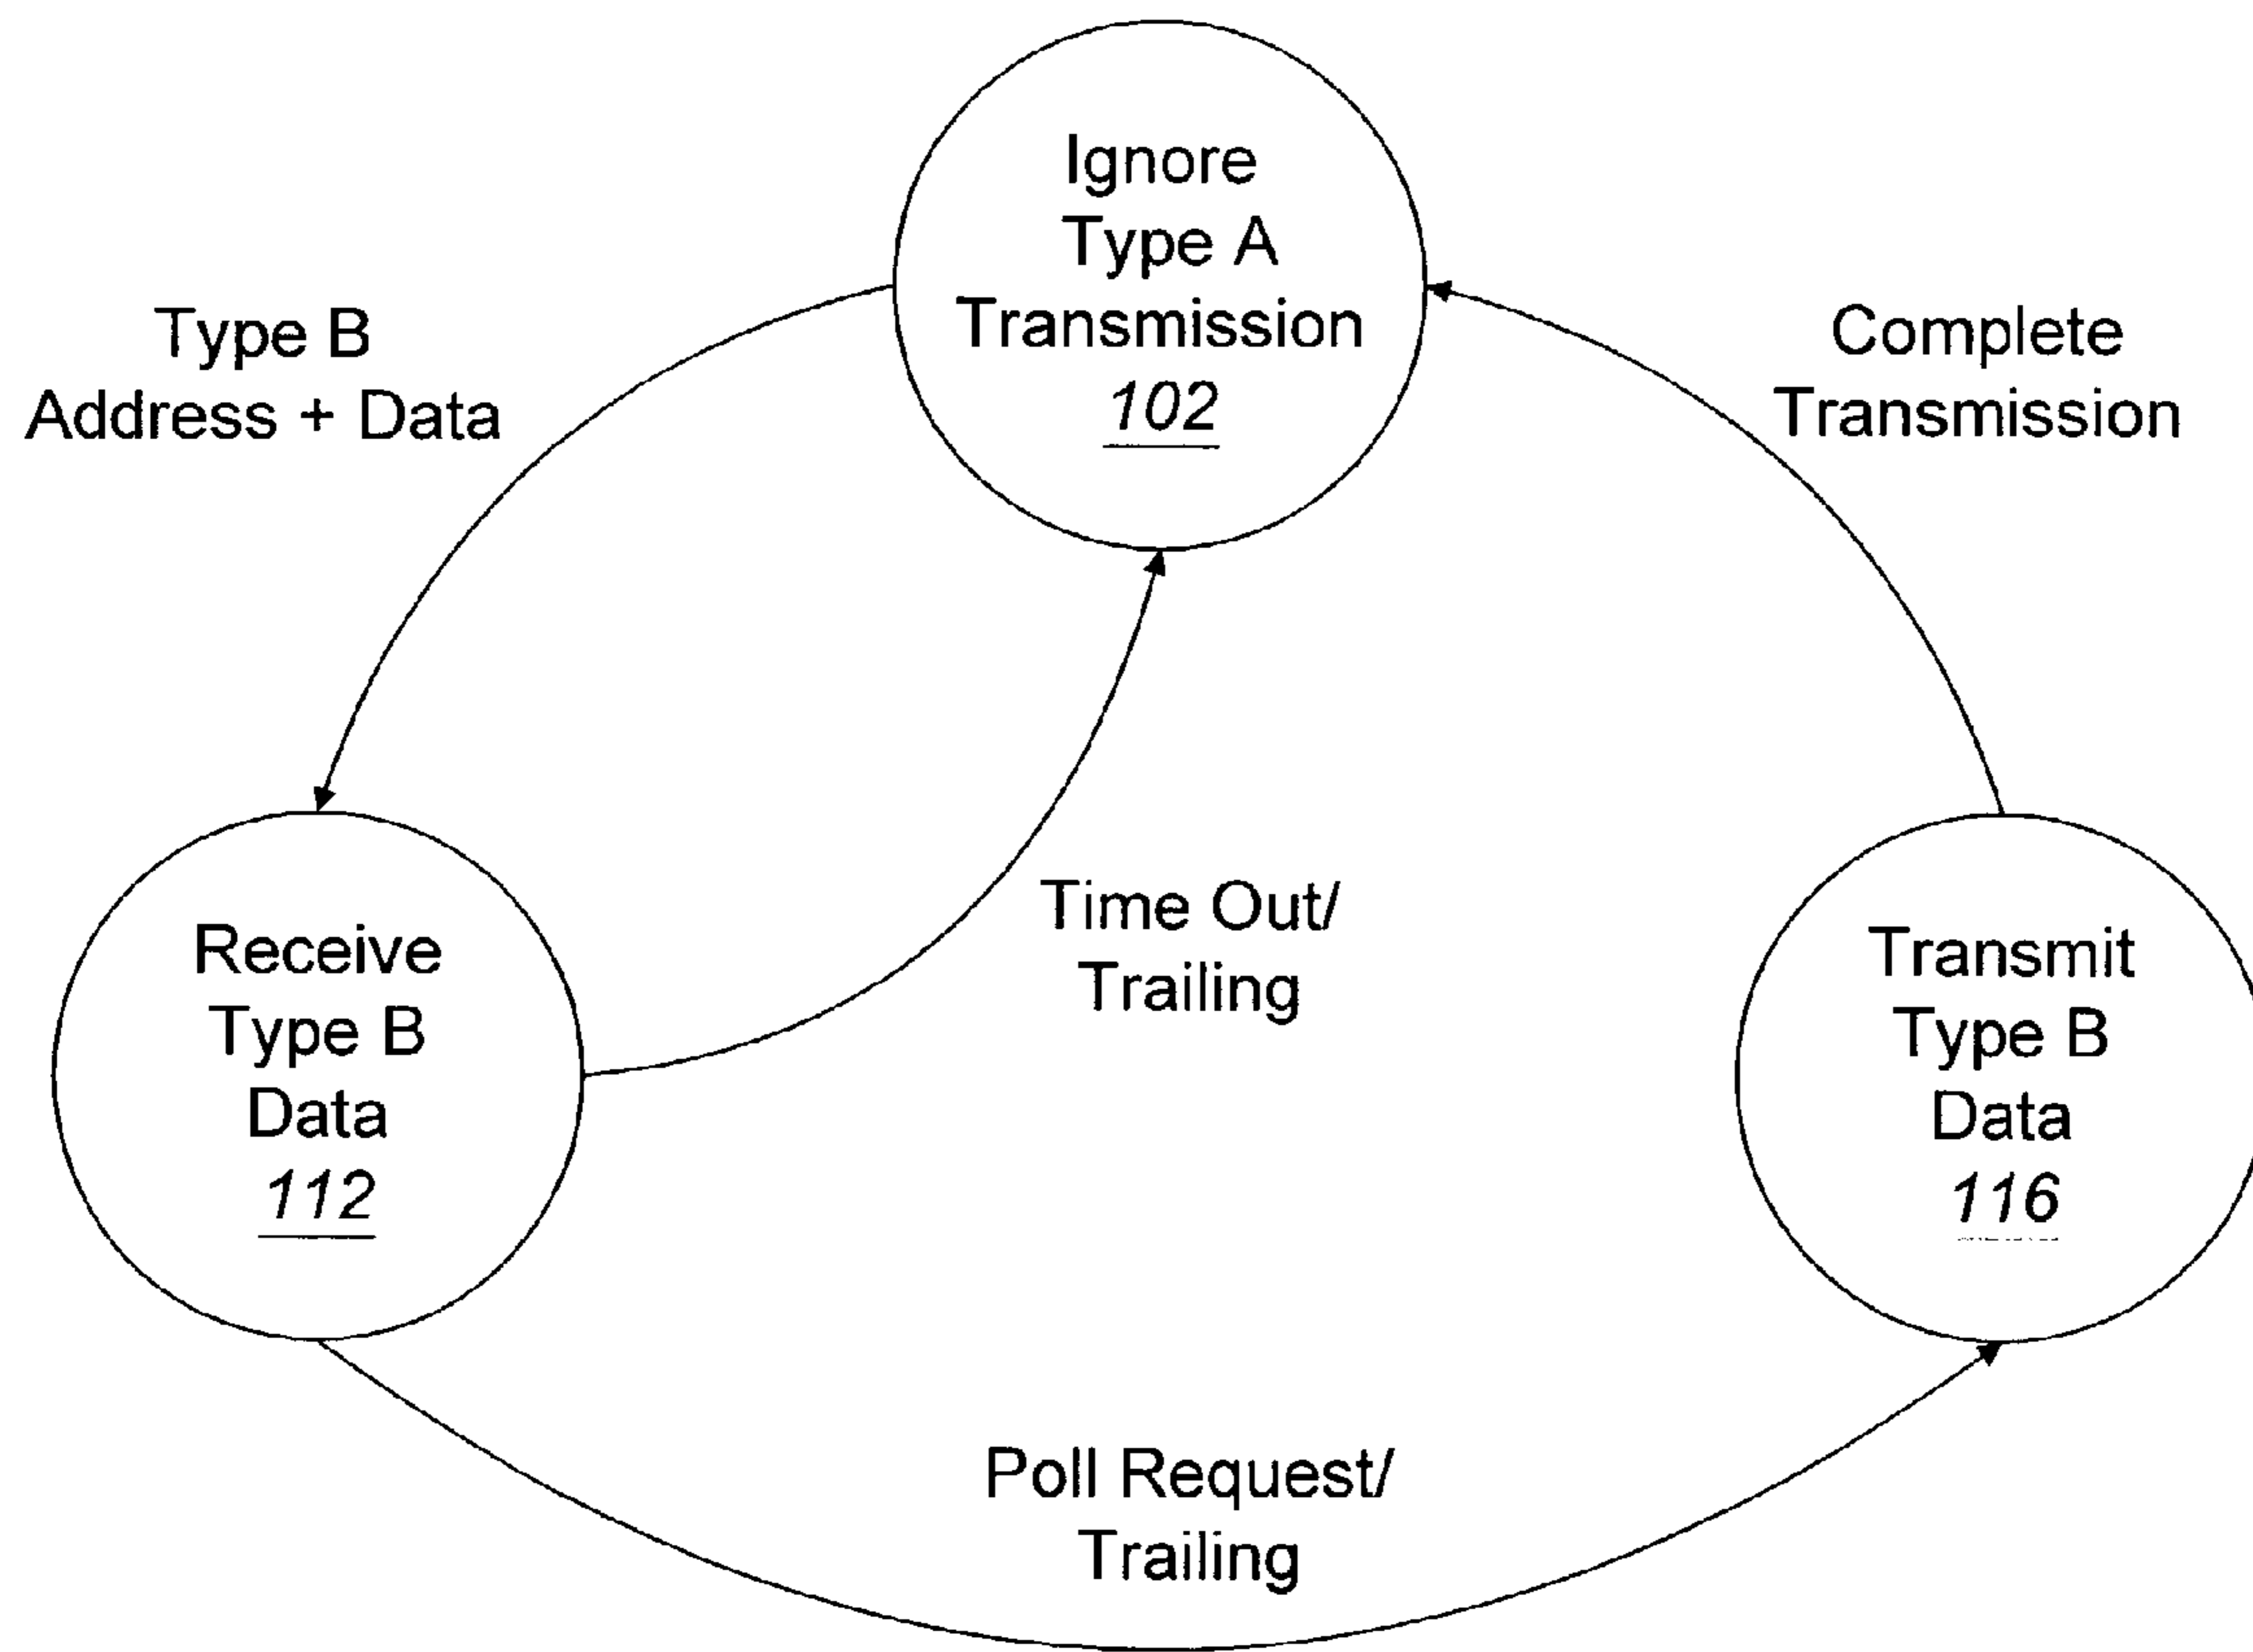 Ignore
Type A
Transmission
102
Type B
Address + Data
Complete
Transmission
Time Out/
Trailing
Receive
Type B
Data
112
Transmit
Type B
Data
116
Poll Request/
Trailing